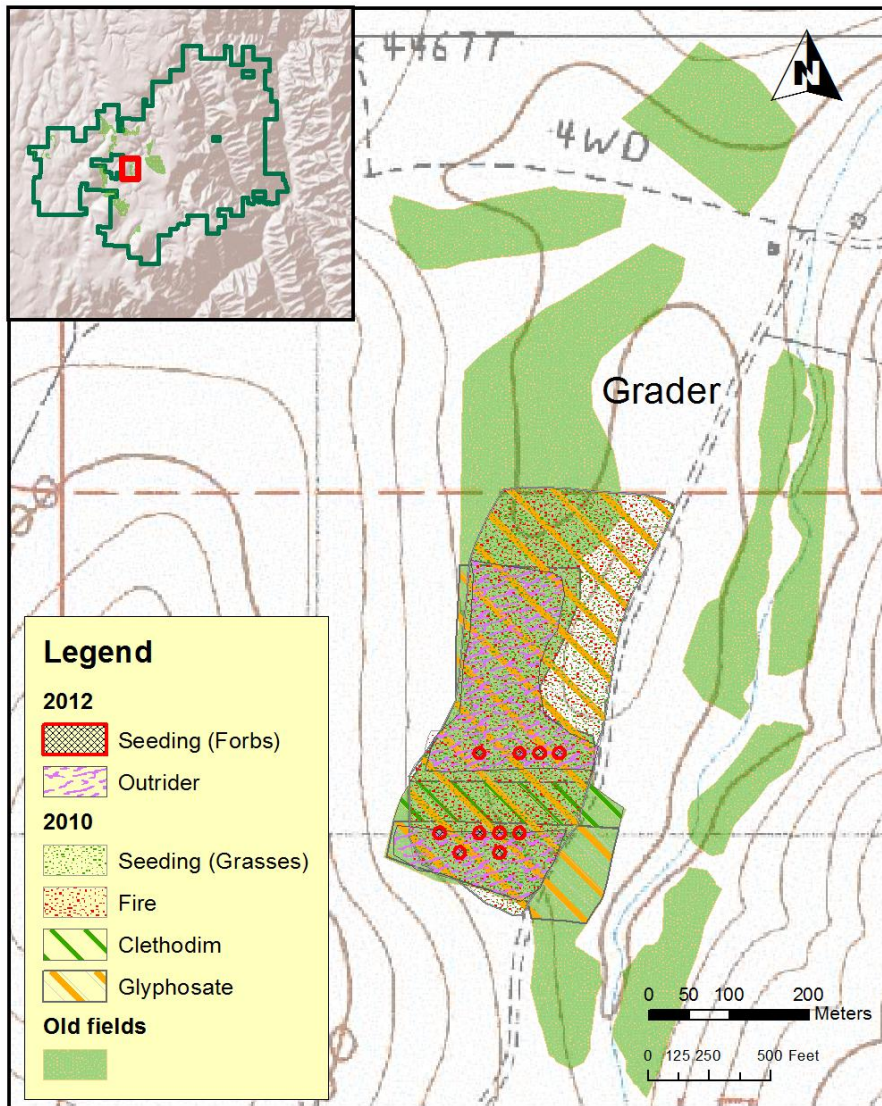 4467T
N
4WD
Grader
Legend
2012
Seeding (Forbs)
Outrider
2010
Seeding (Grasses)
Fire
Clethodim
Glyphosate
Old fields
0 50 100 200
Meters
0 125 250 500 Feet